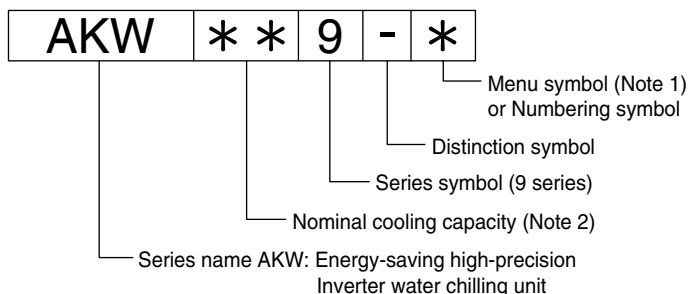 AKW ＊ ＊ 9 - ＊
Menu symbol (Note 1)
or Numbering symbol
Distinction symbol
Series symbol (9 series)
Nominal cooling capacity (Note 2)
Series name AKW: Energy-saving high-precision
Inverter water chilling unit